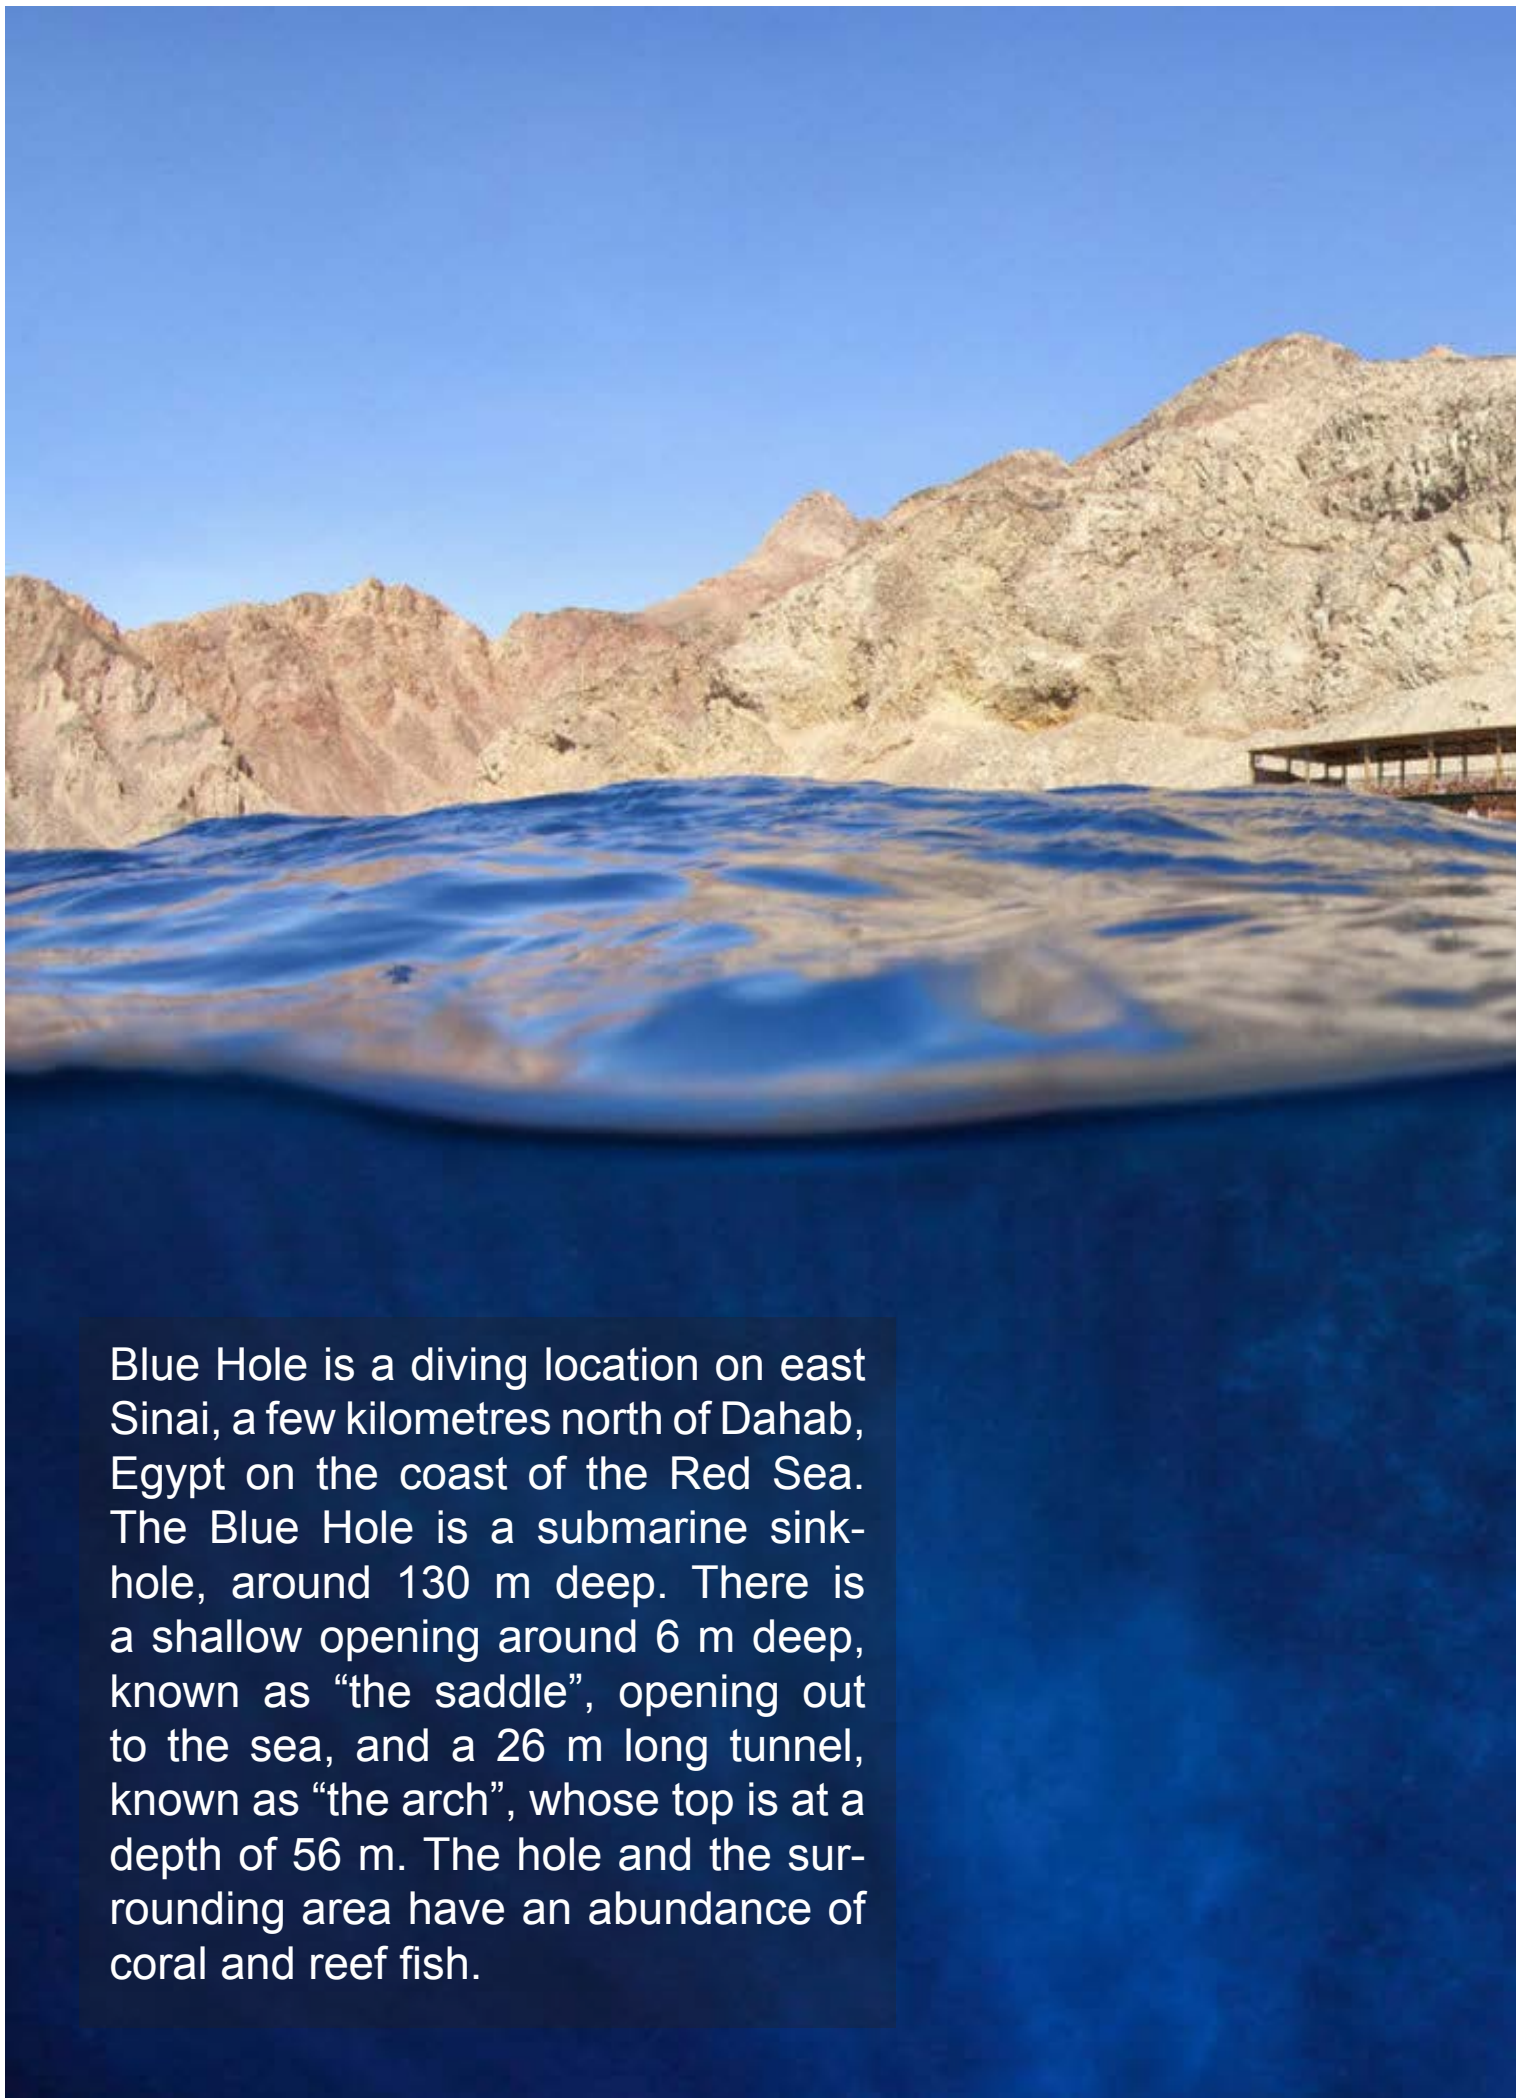 Blue Hole is a diving location on east
Sinai, a few kilometres north of Dahab,
Egypt on the coast of the Red Sea.
The Blue Hole is a submarine sink-
hole, around 130 m deep. There is
a shallow opening around 6 m deep,
known as “the saddle”, opening out
to the sea, and a 26 m long tunnel,
known as “the arch”, whose top is at a
depth of 56 m. The hole and the sur-
rounding area have an abundance of
coral and reef fish.